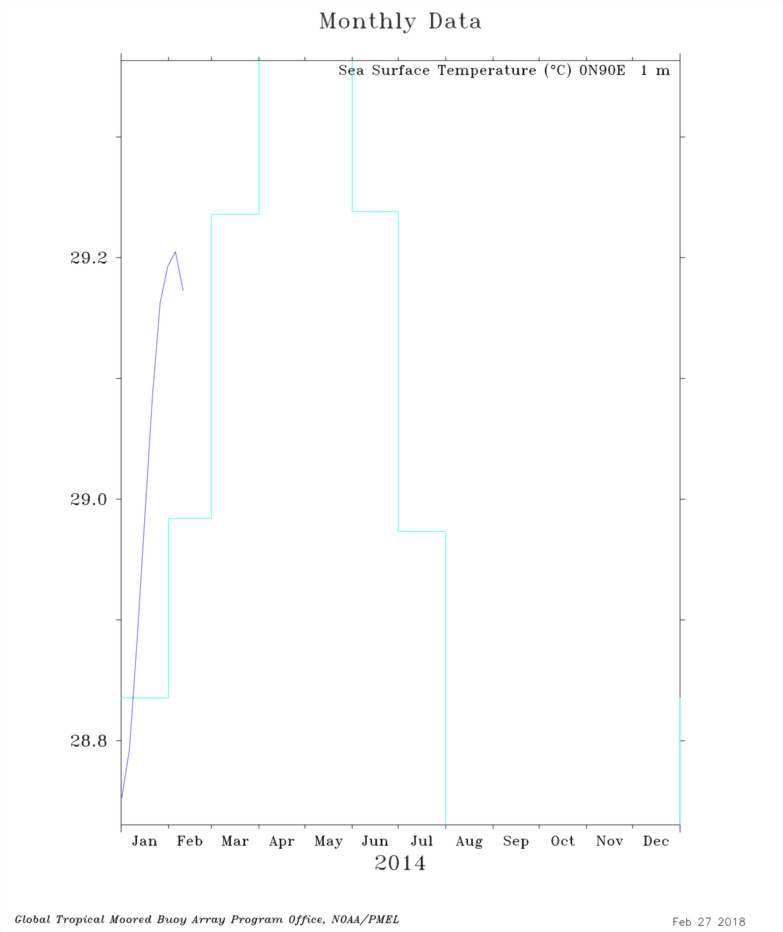 Monthly Data
Sea Surface Temperature (°C) 0N90E 1 m
29.2
29.0
28.8
Jan Feb Mar Apr May Jun Jul Aug Sep Oct Nov Dec
2014
Global Tropical Moored Buoy Array Program Office, NOAA/PMEL
Feb 27 2018